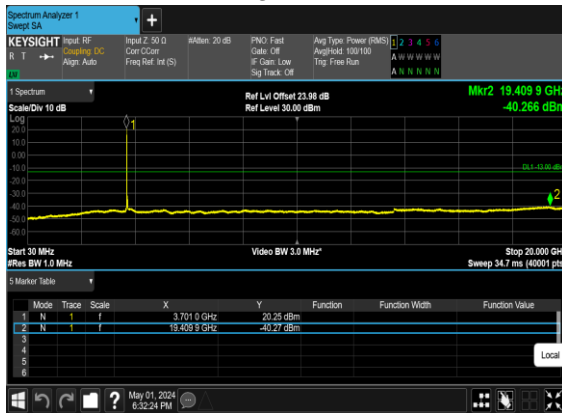 Spectrum Analyzer 1
Swept SA
KEYSIGHT Input: RF Input Z: 50 Ω #Atten: 20 dB PNO: Fast Avg Type: Power (RMS) 1 2 3 4 5 6
R T Coupling: DC Corr CCorr Gate: Off Avg|Hold: 100/100 A W W W W W
Align: Auto Freq Ref: Int (S) IF Gain: Low Trig: Free Run
Sig Track: Off A N N N N N
1 Spectrum Ref Lvl Offset 23.98 dB Mkr2 19.409 9 GHz
Scale/Div 10 dB Ref Level 30.00 dBm -40.266 dBm
Log
20.0
10.0
0.00
-10.0
-20.0
-30.0
-40.0
-50.0
-60.0
1
DL1 -13.00 dB
2
Start 30 MHz Video BW 3.0 MHz* Stop 20.000 GH
#Res BW 1.0 MHz Sweep 34.7 ms (40001 pts
5 Marker Table
Mode Trace Scale X Y Function Function Width Function Value
1 N 1 f 3.701 0 GHz 20.25 dBm
2 N 1 f 19.409 9 GHz -40.27 dBm
3
4
5
6
Local
? May 01, 2024
6:32:24 PM